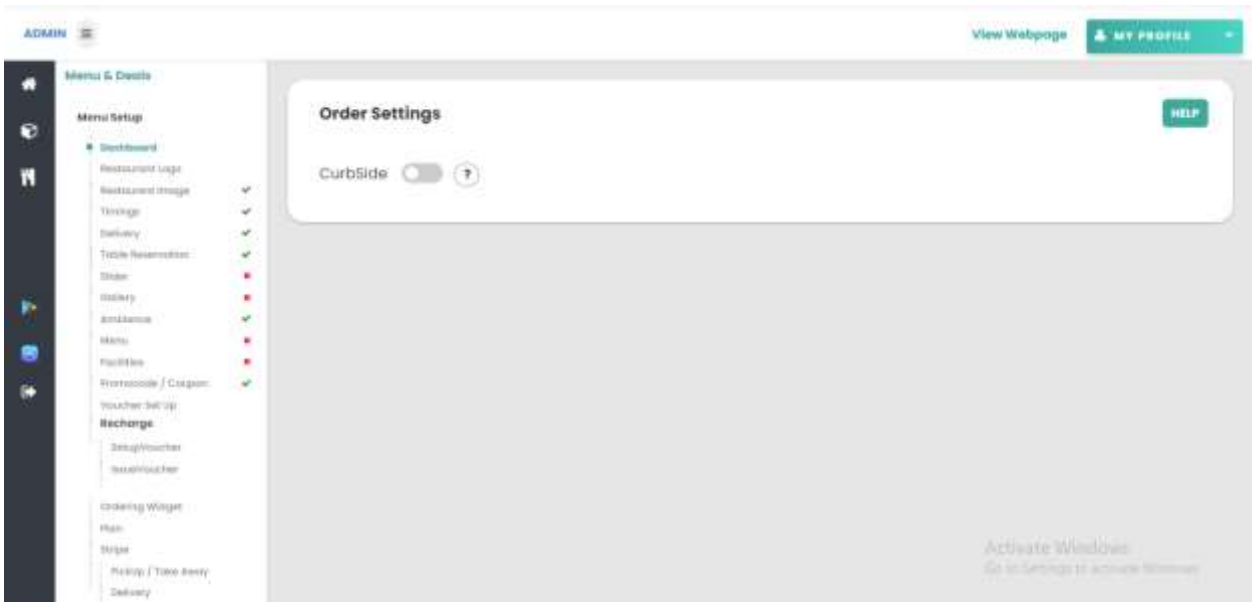 ADMIN
View Webpage
MY PROFILE
Menu & Deals
Menu Setup
Dashboard
Restaurant Logo
Restaurant Image
Timings
Delivery
Table Reservation
Slider
Gallery
Ambience
Menu
Facilities
Promocode / Coupon
Voucher Set Up
Recharge
SetupVoucher
IssueVoucher
Ordering Widget
Plan
Stripe
Pickup / Take Away
Delivery
Order Settings
HELP
CurbSide
?
Activate Windows
Go to Settings to activate Windows.